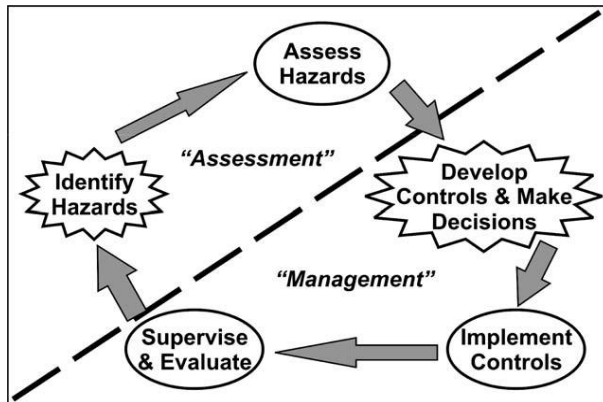 Assess
Hazards
“Assessment”
Identify
Hazards
Develop
Controls & Make
Decisions
“Management”
Supervise
& Evaluate
Implement
Controls